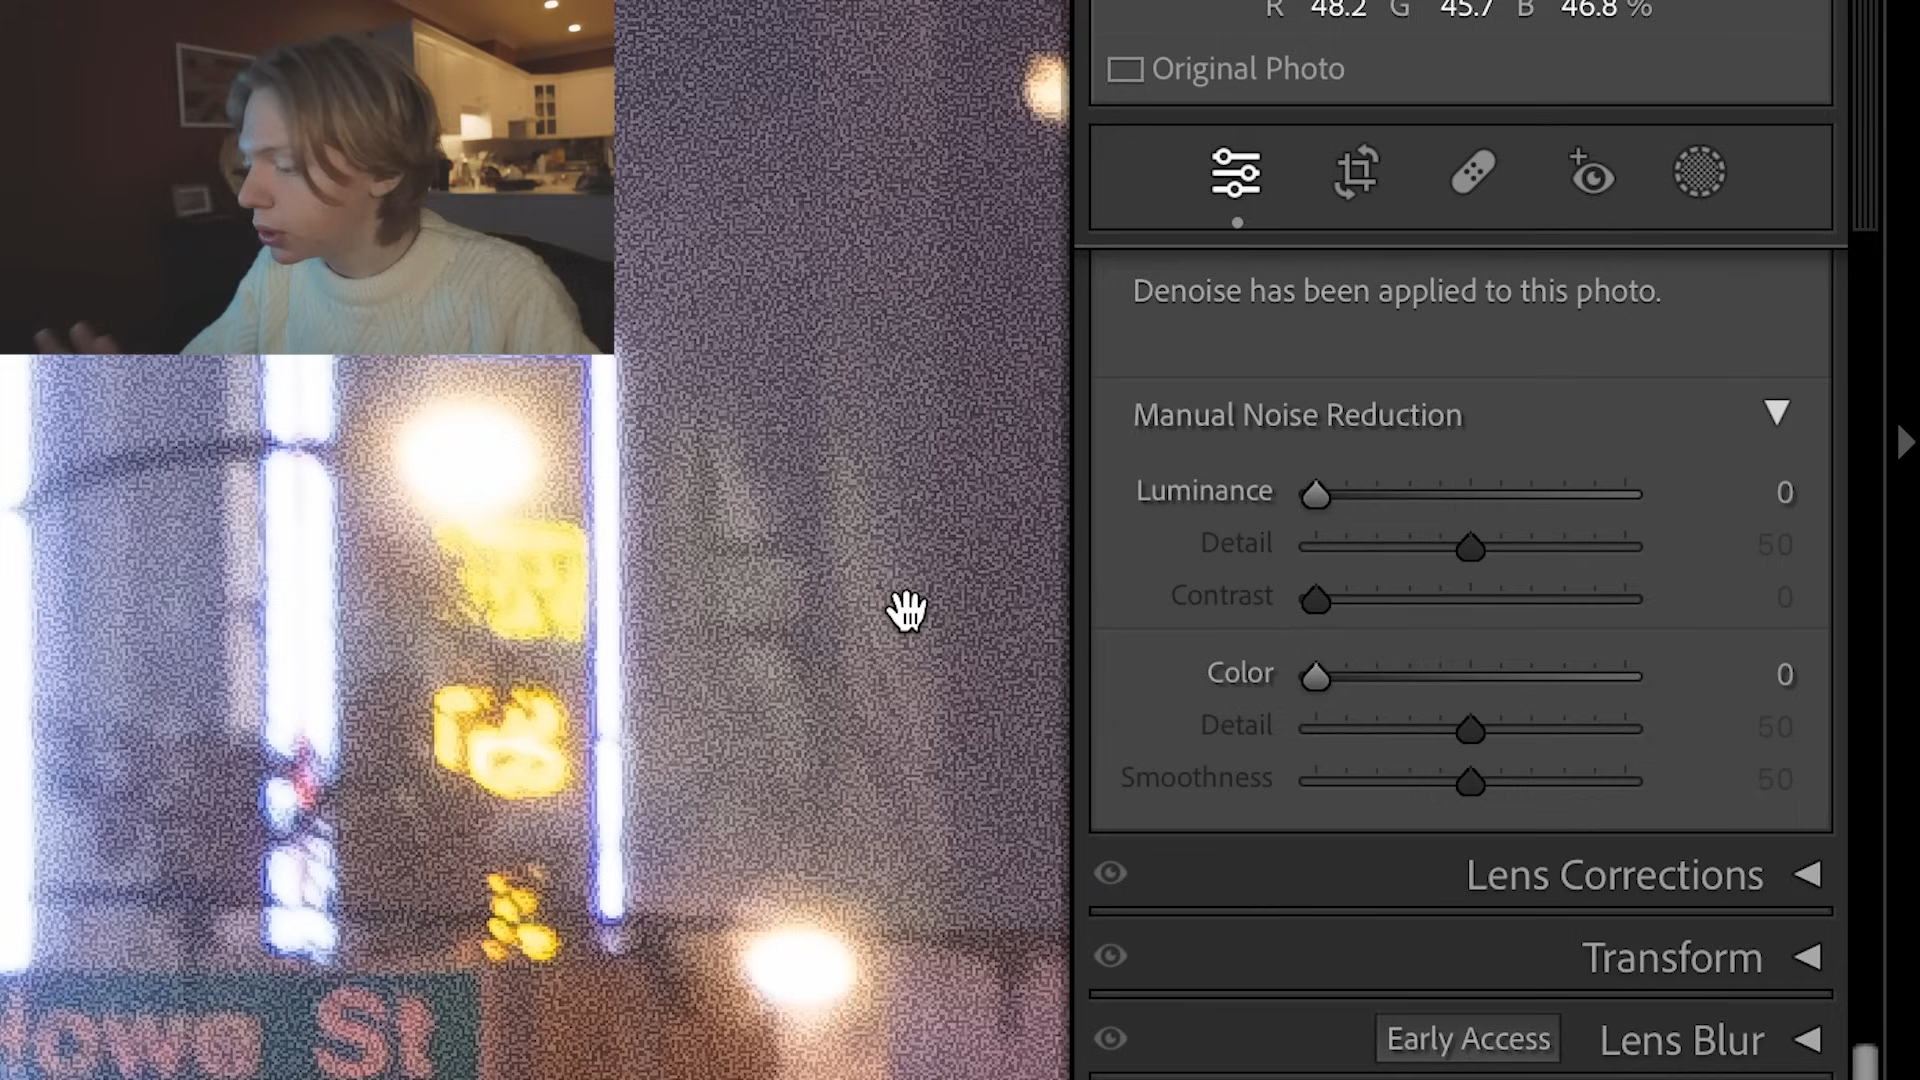 R 48.2 G 45.7 B 46.8 %
Original Photo
Denoise has been applied to this photo.
Manual Noise Reduction
Luminance 0
Detail 50
Contrast 0
Color 0
Detail 50
Smoothness 50
Lens Corrections
Transform
Early Access Lens Blur
St